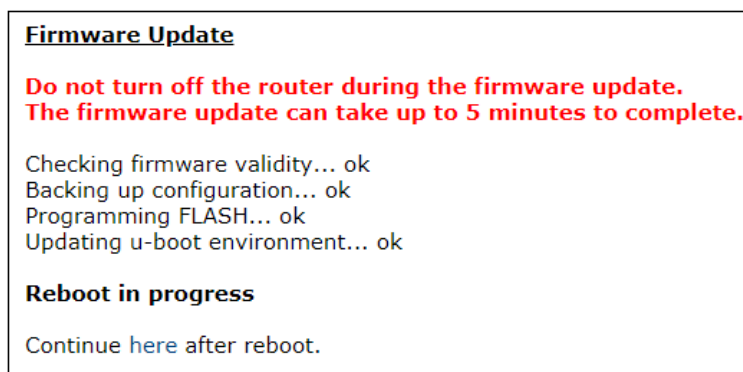 Firmware Update
Do not turn off the router during the firmware update.
The firmware update can take up to 5 minutes to complete.
Checking firmware validity... ok
Backing up configuration... ok
Programming FLASH... ok
Updating u-boot environment... ok
Reboot in progress
Continue here after reboot.